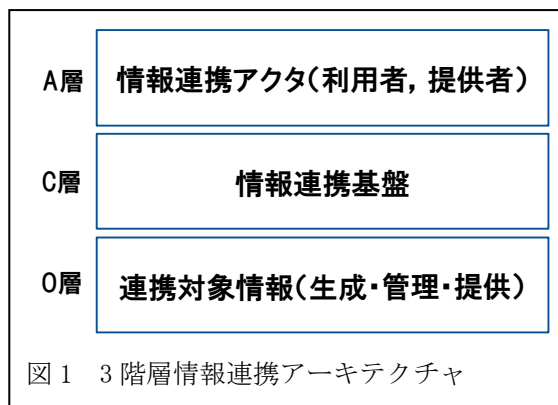 A層 情報連携アクタ(利用者，提供者)
C層 情報連携基盤
O層 連携対象情報(生成・管理・提供)
図１ ３階層情報連携アーキテクチャ